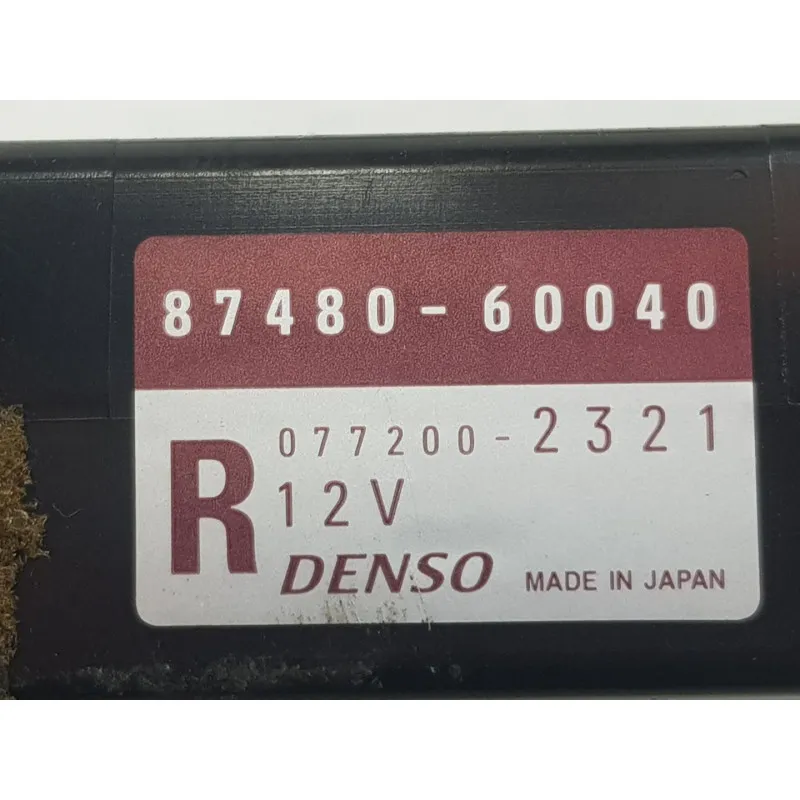 87480-60040
R 077200-2321
12V
DENSO MADE IN JAPAN